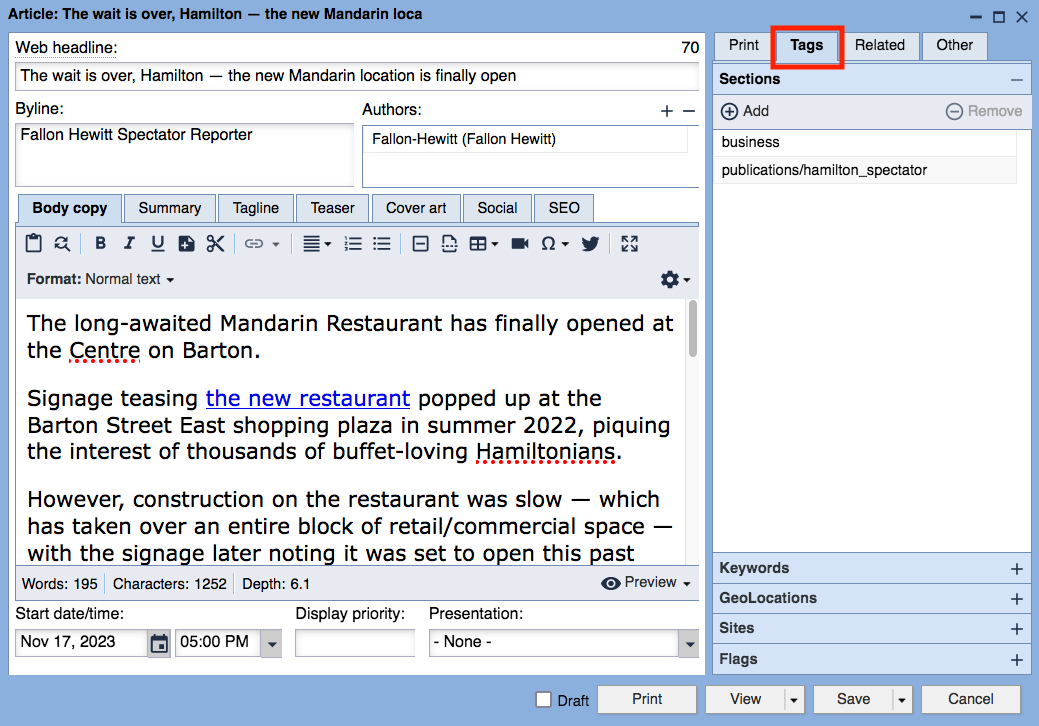 Article: The wait is over, Hamilton — the new Mandarin loca
Web headline:
70
The wait is over, Hamilton — the new Mandarin location is finally open
Byline:
Authors:
Fallon Hewitt Spectator Reporter
Fallon-Hewitt (Fallon Hewitt)
Body copy
Summary
Tagline
Teaser
Cover art
Social
SEO
B I U
Ω
Format: Normal text
The long-awaited Mandarin Restaurant has finally opened at
the Centre on Barton.
Signage teasing the new restaurant popped up at the
Barton Street East shopping plaza in summer 2022, piquing
the interest of thousands of buffet-loving Hamiltonians.
However, construction on the restaurant was slow — which
has taken over an entire block of retail/commercial space —
with the signage later noting it was set to open this past
Words: 195
Characters: 1252
Depth: 6.1
Preview
Start date/time:
Display priority:
Presentation:
Nov 17, 2023
05:00 PM
- None -
Print
Tags
Related
Other
Sections
Add
Remove
business
publications/hamilton_spectator
Keywords
GeoLocations
Sites
Flags
Draft
Print
View
Save
Cancel